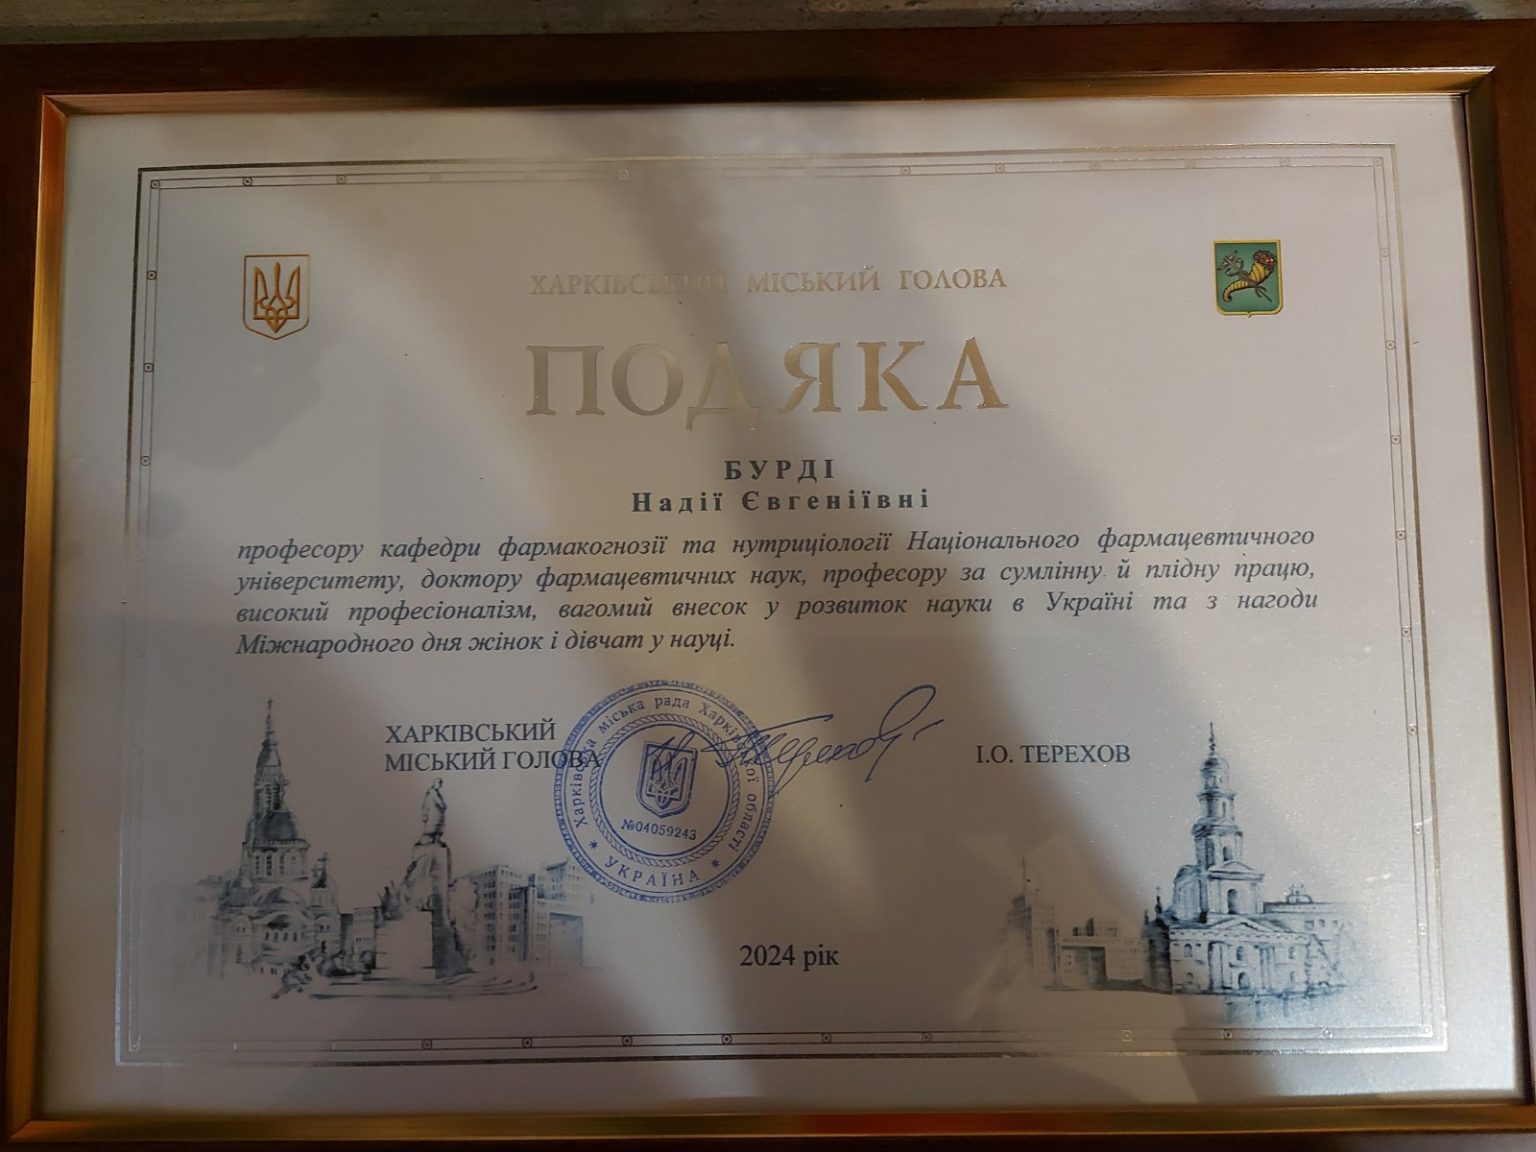 ХАРКІВСЬКИЙ МІСЬКИЙ ГОЛОВА
ПОДЯКА
БУРДІ
Надії Євгеніївні
професору кафедри фармакогнозії та нутриціології Національного фармацевтичного
університету, доктору фармацевтичних наук, професору за сумлінну й плідну працю,
високий професіоналізм, вагомий внесок у розвиток науки в Україні та з нагоди
Міжнародного дня жінок і дівчат у науці.
ХАРКІВСЬКИЙ
МІСЬКИЙ ГОЛОВА
І.О. ТЕРЕХОВ
Харківська міська рада Харківської області
№04059243
* УКРАЇНА *
2024 рік